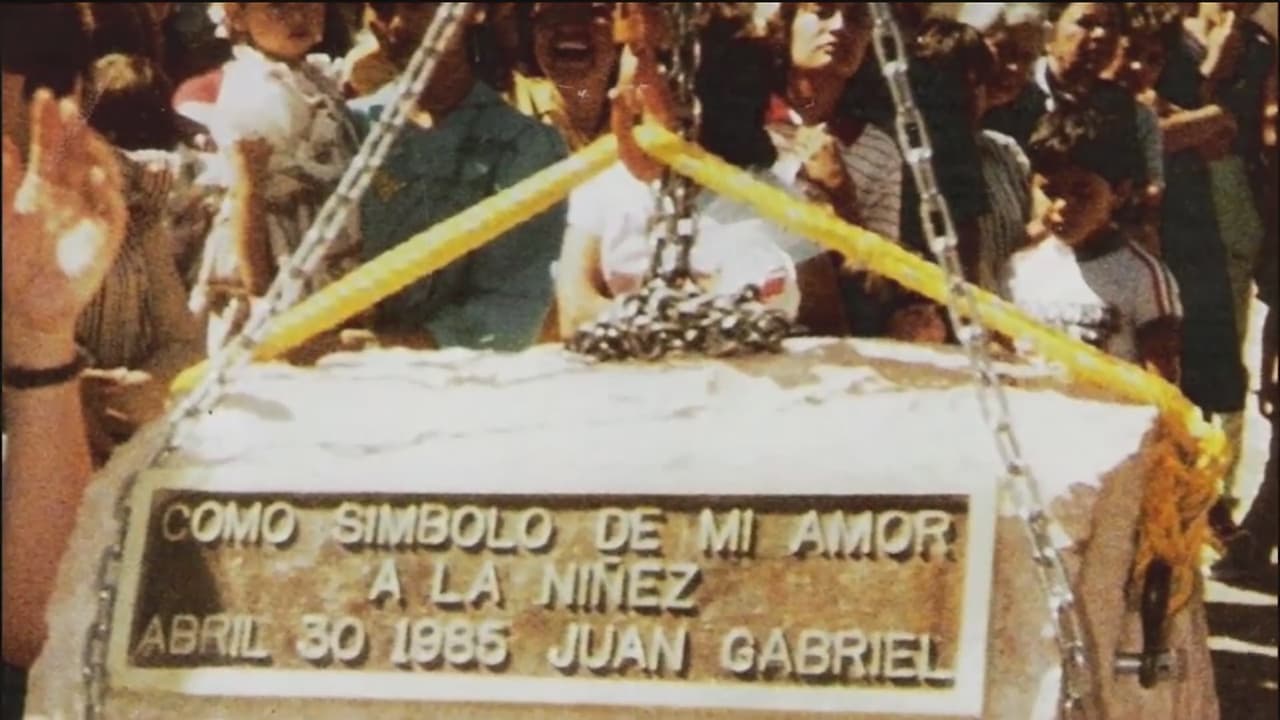 COMO SIMBOLO DE MI AMOR
A LA NIÑEZ
ABRIL 30 1985 JUAN GABRIEL